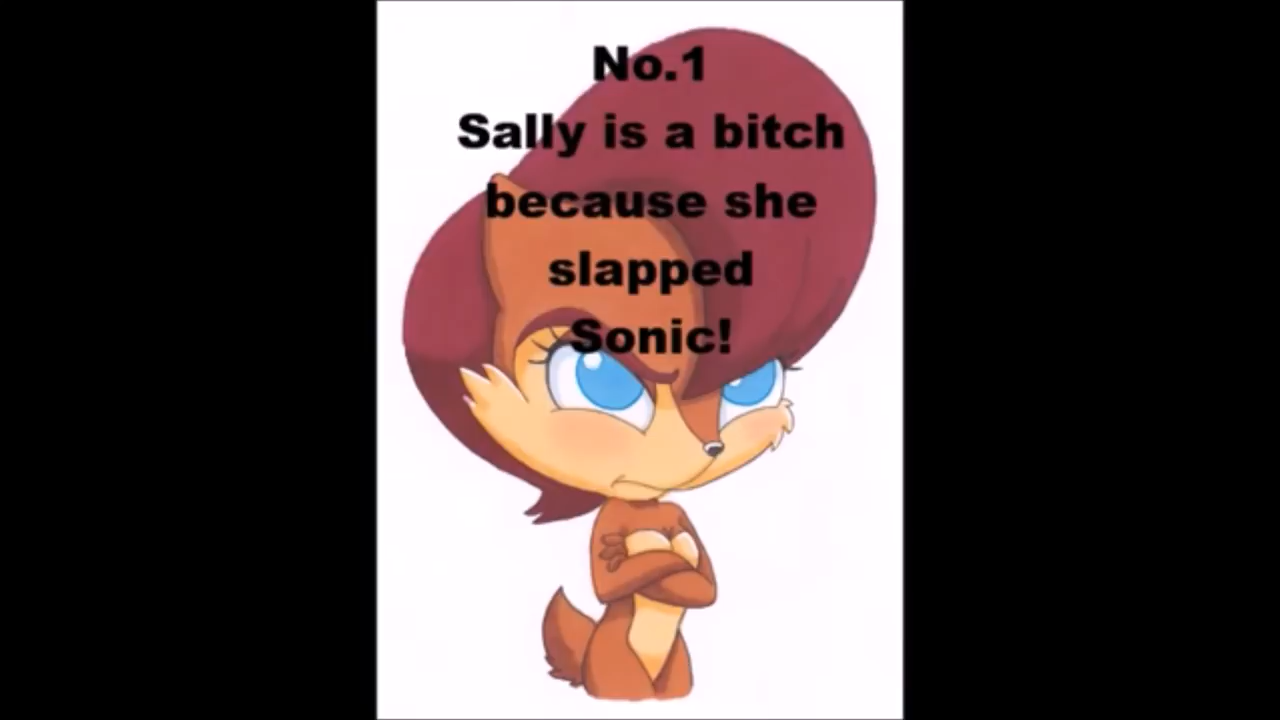 No.1
Sally is a bitch
because she
slapped
Sonic!